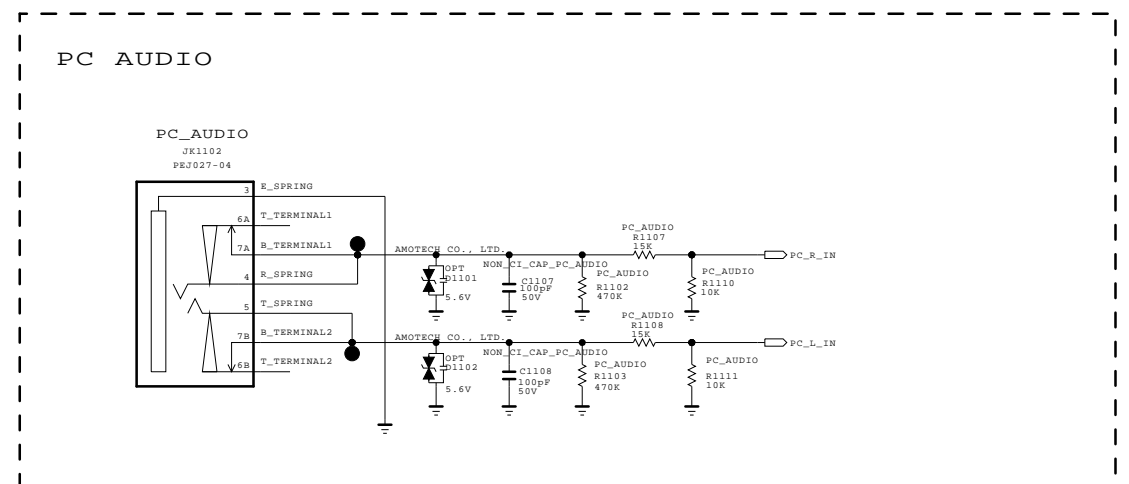 PC AUDIO
PC_AUDIO
JK1102
PEJ027-04
3 E_SPRING
6A T_TERMINAL1
7A B_TERMINAL1
4 R_SPRING
5 T_SPRING
7B B_TERMINAL2
6B T_TERMINAL2
AMOTECH CO., LTD.
OPT
D1101
5.6V
NON_CI_CAP_PC_AUDIO
C1107
100pF
50V
PC_AUDIO
R1102
470K
PC_AUDIO
R1107
15K
PC_AUDIO
R1110
10K
PC_R_IN
AMOTECH CO., LTD.
OPT
D1102
5.6V
NON_CI_CAP_PC_AUDIO
C1108
100pF
50V
PC_AUDIO
R1103
470K
PC_AUDIO
R1108
15K
PC_AUDIO
R1111
10K
PC_L_IN